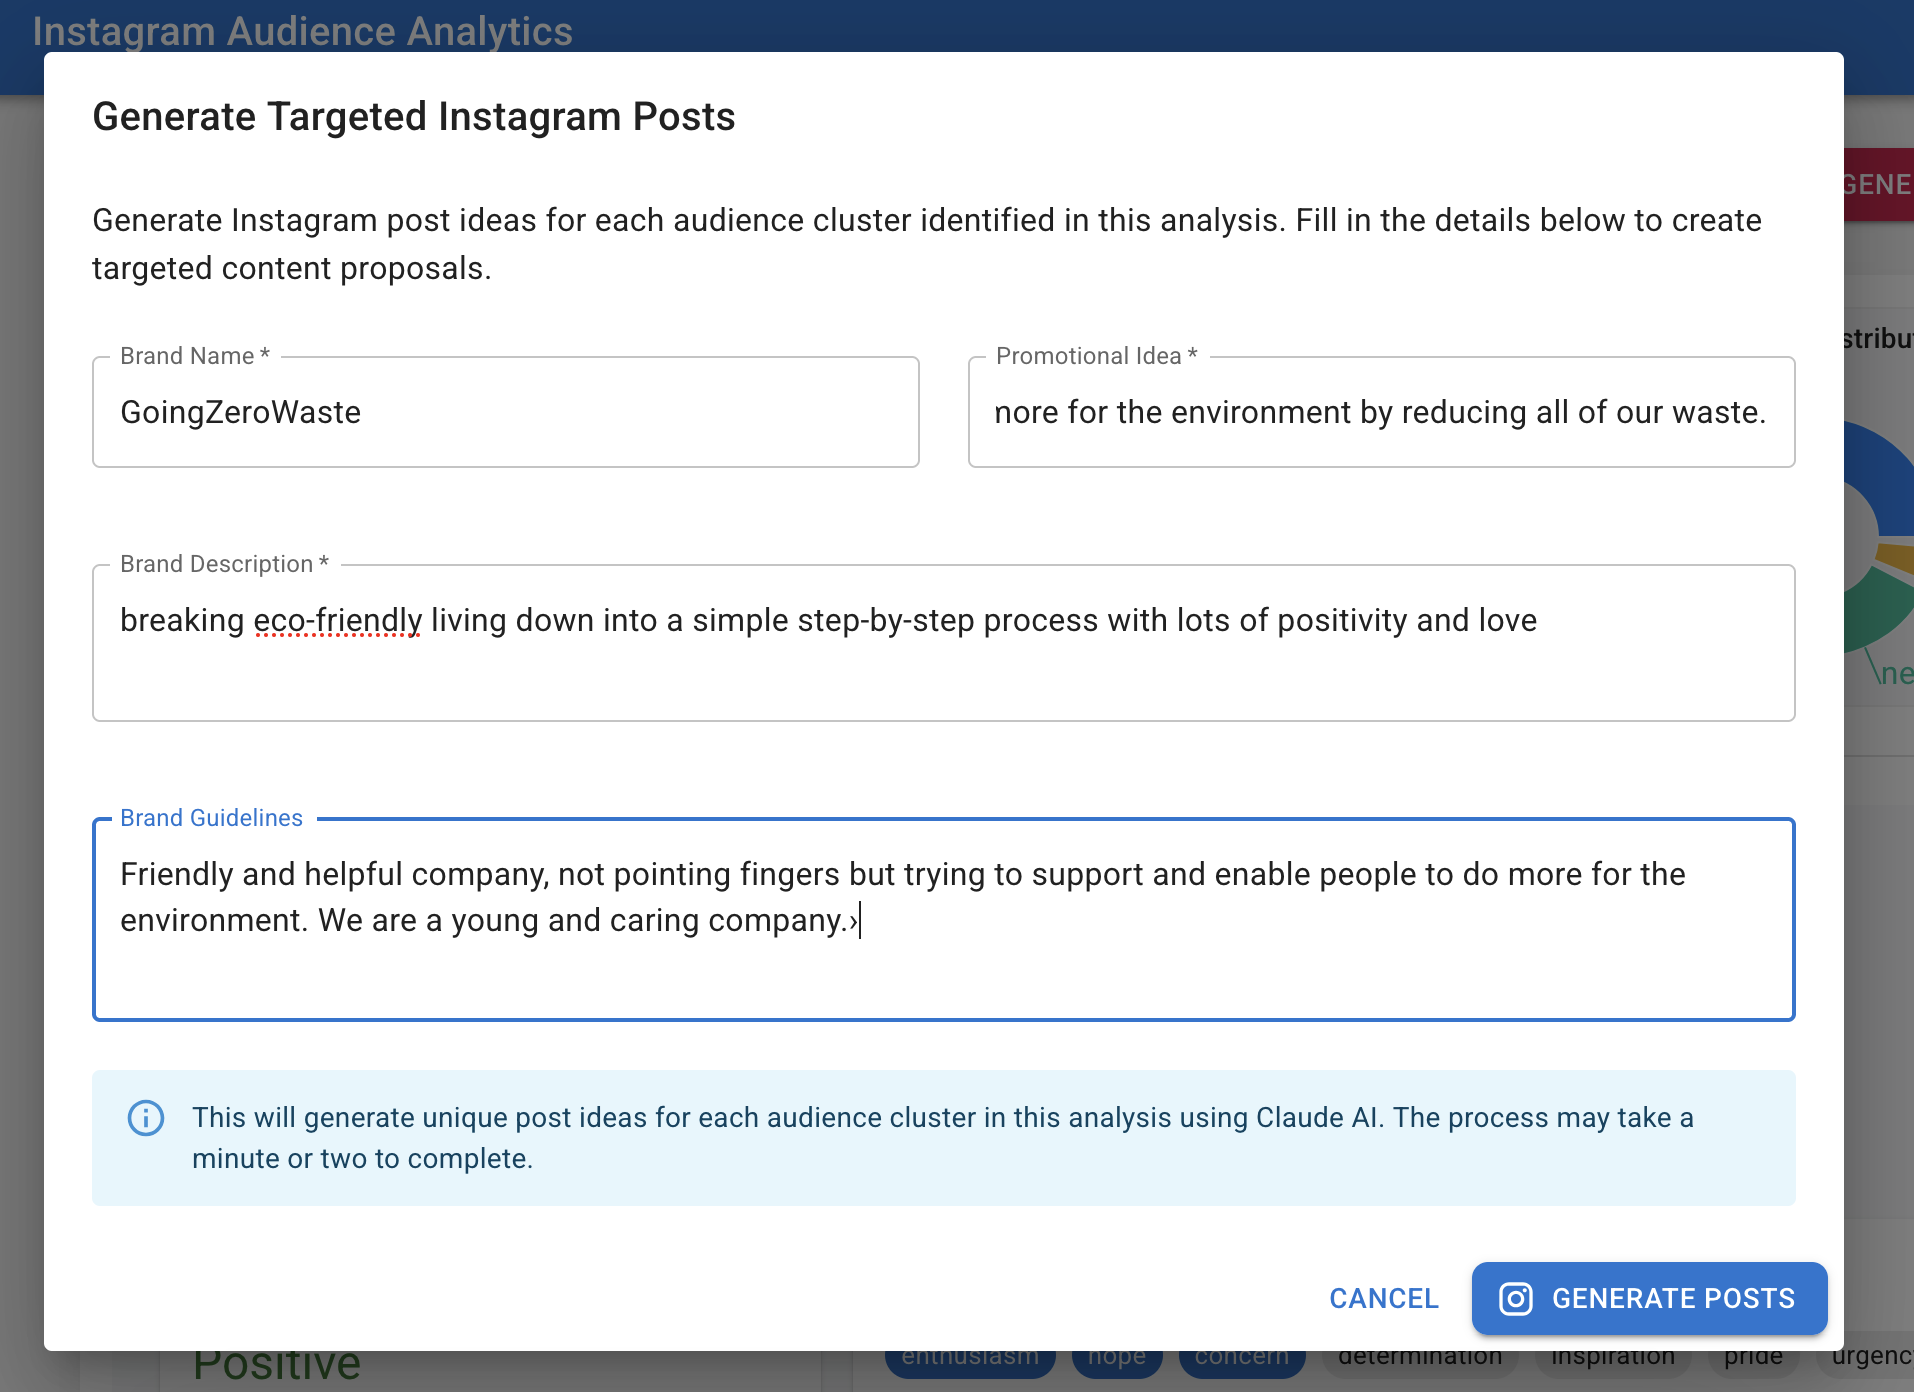 Instagram Audience Analytics
Generate Targeted Instagram Posts
GENE
Generate Instagram post ideas for each audience cluster identified in this analysis. Fill in the details below to create
targeted content proposals.
Brand Name *
GoingZeroWaste
Promotional Idea *
more for the environment by reducing all of our waste.
stribut
ne
Brand Description *
breaking eco-friendly living down into a simple step-by-step process with lots of positivity and love
Brand Guidelines
Friendly and helpful company, not pointing fingers but trying to support and enable people to do more for the
environment. We are a young and caring company.›
This will generate unique post ideas for each audience cluster in this analysis using Claude AI. The process may take a
minute or two to complete.
CANCEL
GENERATE POSTS
Positive
enthusiasm hope concern determination inspiration pride urgenc